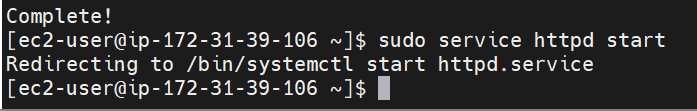 Complete!
[ec2-user@ip-172-31-39-106 ~]$ sudo service httpd start
Redirecting to /bin/systemctl start httpd.service
[ec2-user@ip-172-31-39-106 ~]$